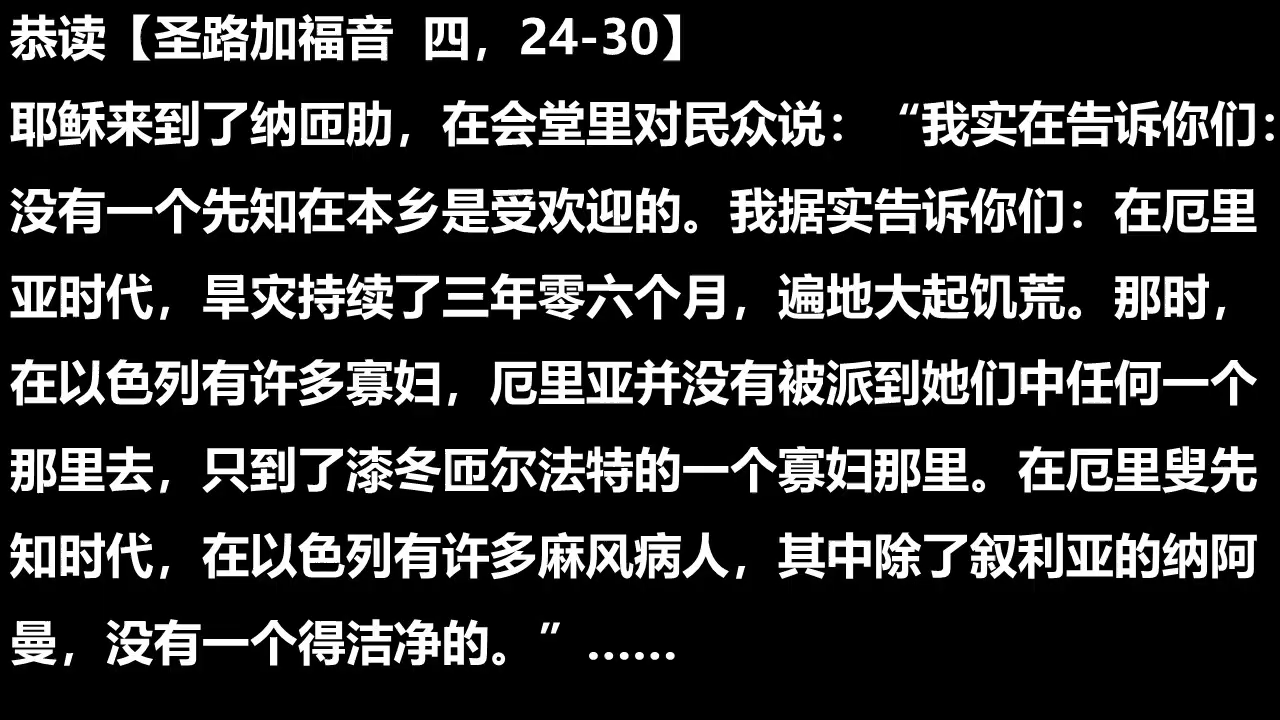 恭读【圣路加福音  四，24-30】
耶稣来到了纳匝肋，在会堂里对民众说：“我实在告诉你们：
没有一个先知在本乡是受欢迎的。我据实告诉你们：在厄里
亚时代，旱灾持续了三年零六个月，遍地大起饥荒。那时，
在以色列有许多寡妇，厄里亚并没有被派到她们中任何一个
那里去，只到了漆冬匝尔法特的一个寡妇那里。在厄里叟先
知时代，在以色列有许多麻风病人，其中除了叙利亚的纳阿
曼，没有一个得洁净的。”……